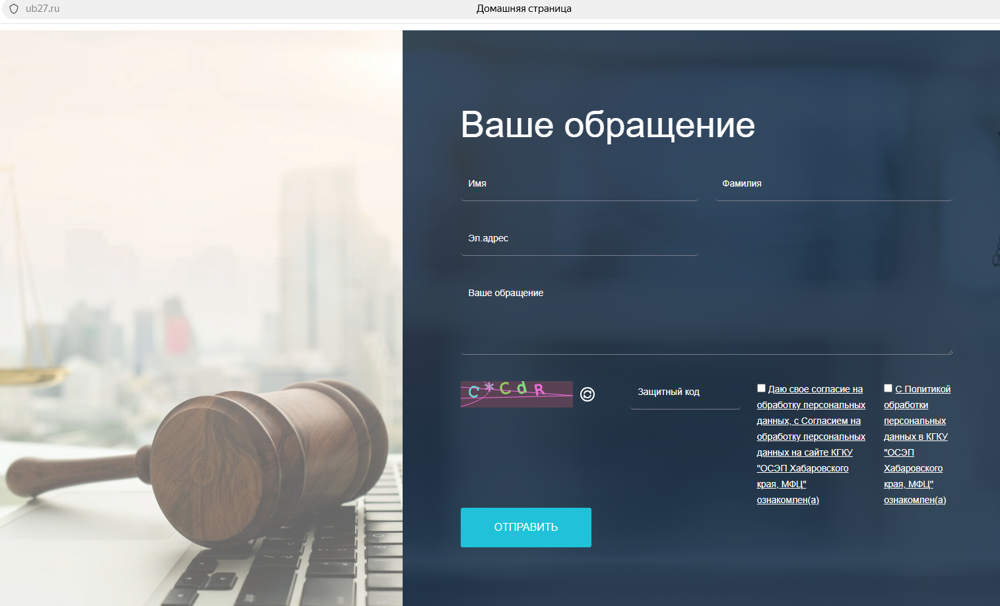 ub27.ru
Домашняя страница
Ваше обращение
Имя
Фамилия
Эл.адрес
Ваше обращение
C*CdR
Защитный код
Даю свое согласие на
обработку персональных
данных, с Согласием на
обработку персональных
данных на сайте КГКУ
"ОСЭП Хабаровского
края, МФЦ"
ознакомлен(а)
С Политикой
обработки
персональных
данных в КГКУ
"ОСЭП
Хабаровского
края, МФЦ"
ознакомлен(а)
ОТПРАВИТЬ